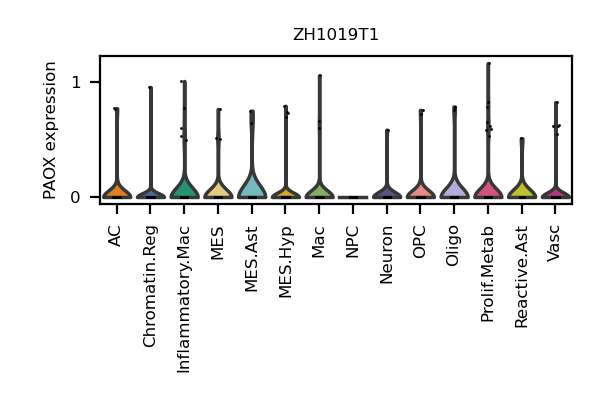 ZH1019T1
PAOX expression
1
0
AC
Chromatin.Reg
Inflammatory.Mac
MES
MES.Ast
MES.Hyp
Mac
NPC
Neuron
OPC
Oligo
Prolif.Metab
Reactive.Ast
Vasc